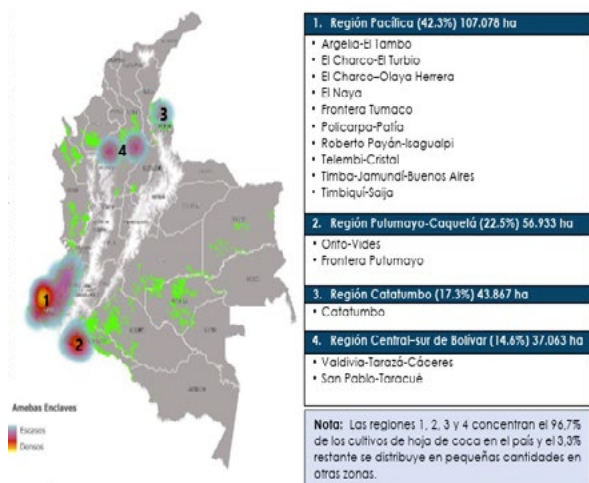 1. Región Pacífica (42.3%) 107.078 ha
• Argelia-El Tambo
• El Charco-El Turbio
• El Charco–Olaya Herrera
• El Naya
• Frontera Tumaco
• Policarpa-Patía
• Roberto Payán-Isagualpi
• Telembi-Cristal
• Timba-Jamundí-Buenos Aires
• Timbiquí-Saija
2. Región Putumayo-Caquetá (22.5%) 56.933 ha
• Orito-Vides
• Frontera Putumayo
3. Región Catatumbo (17.3%) 43.867 ha
• Catatumbo
4. Región Central-sur de Bolívar (14.6%) 37.063 ha
• Valdivia-Tarazá-Cáceres
• San Pablo-Taracué
Nota: Las regiones 1, 2, 3 y 4 concentran el 96,7%
de los cultivos de hoja de coca en el país y el 3,3%
restante se distribuye en pequeñas cantidades en
otras zonas.
3
4
1
2
Amebas Enclaves
Escasos
Densos